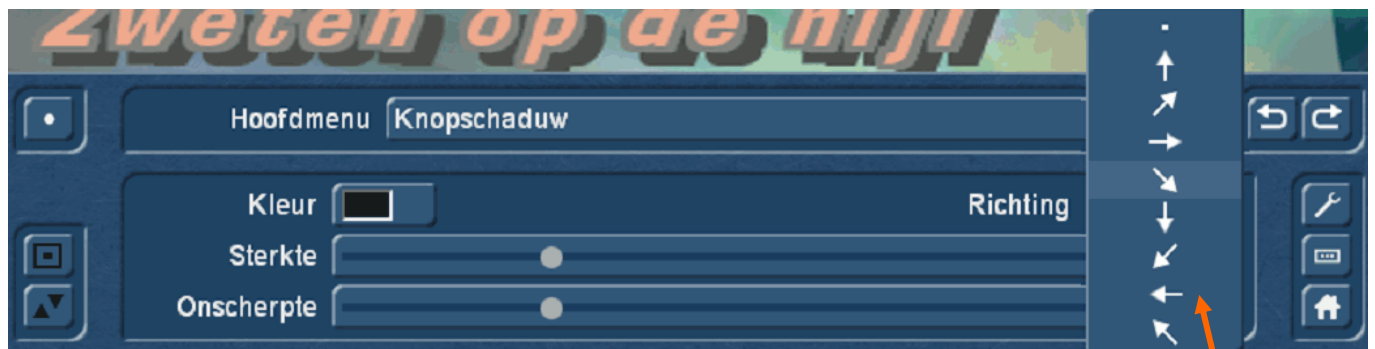 Zweten op de nijl
Hoofdmenu Knopschaduw
Kleur Richting
Sterkte
Onscherpte